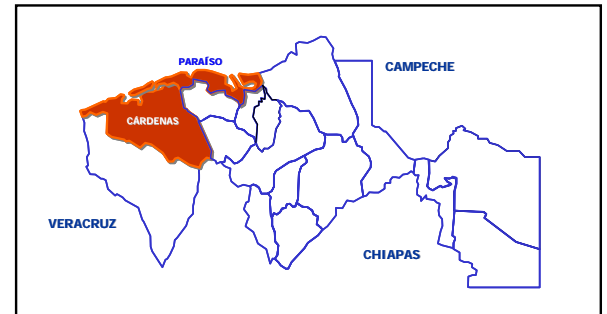 PARAÍSO
CAMPECHE
CÁRDENAS
VERACRUZ
CHIAPAS